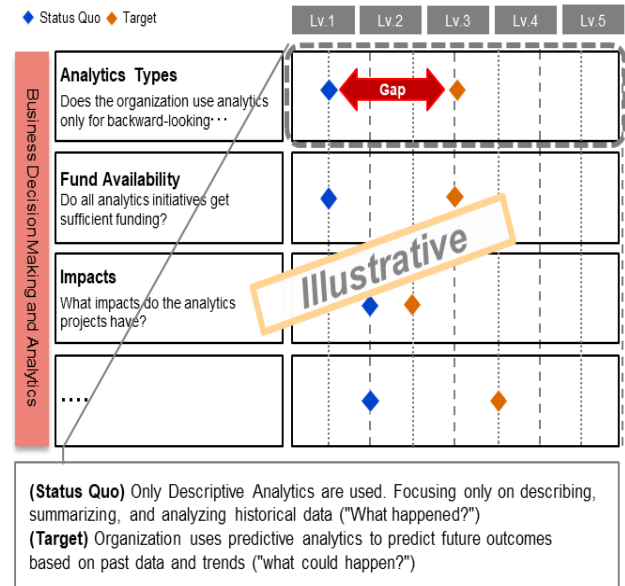 Status Quo Target
Lv.1 Lv.2 Lv.3 Lv.4 Lv.5
Business Decision Making and Analytics
Analytics Types
Does the organization use analytics
only for backward-looking⋯
Gap
Fund Availability
Do all analytics initiatives get
sufficient funding?
Illustrative
Impacts
What impacts do the analytics
projects have?
....
(Status Quo) Only Descriptive Analytics are used. Focusing only on describing,
summarizing, and analyzing historical data ("What happened?")
(Target) Organization uses predictive analytics to predict future outcomes
based on past data and trends ("what could happen?")